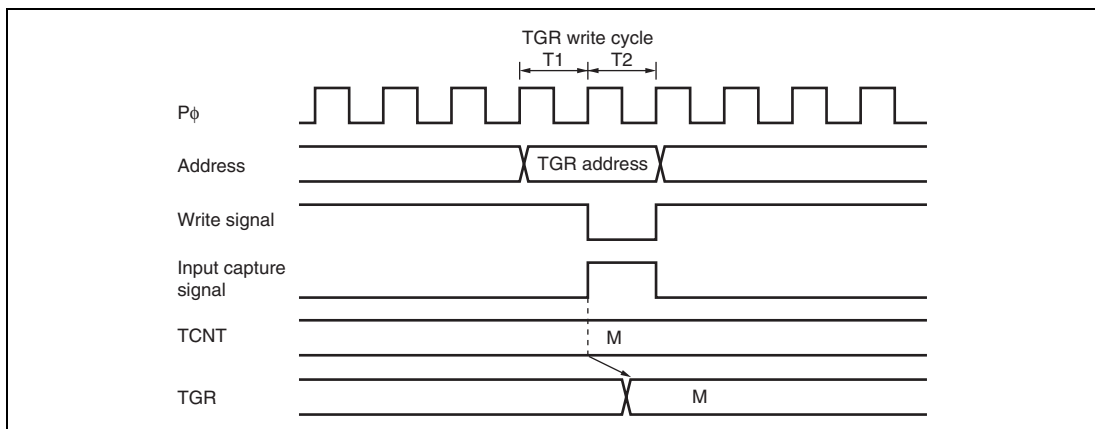 TGR write cycle
T1 T2
Pϕ
Address
TGR address
Write signal
Input capture
signal
TCNT
M
TGR
M